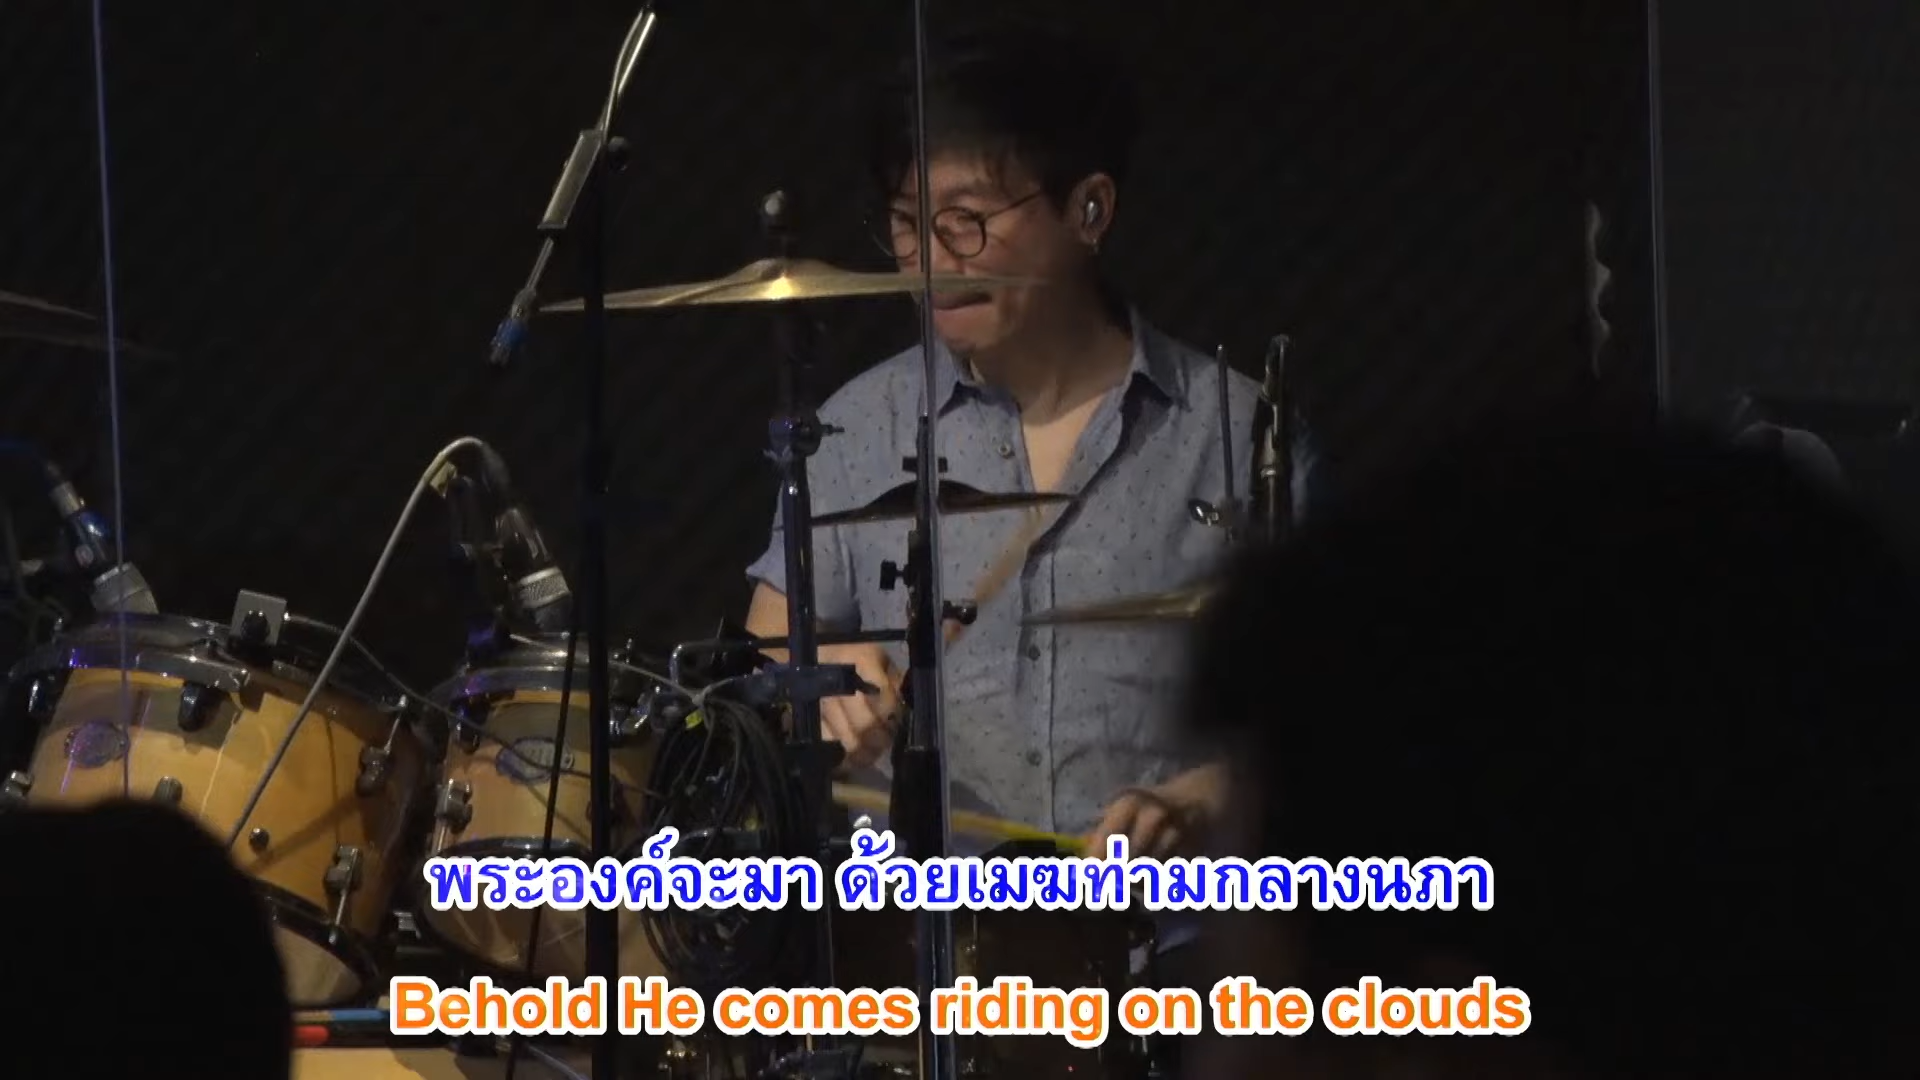 พระองค์จะมา ด้วยเมฆท่ามกลางนภา
Behold He comes riding on the clouds